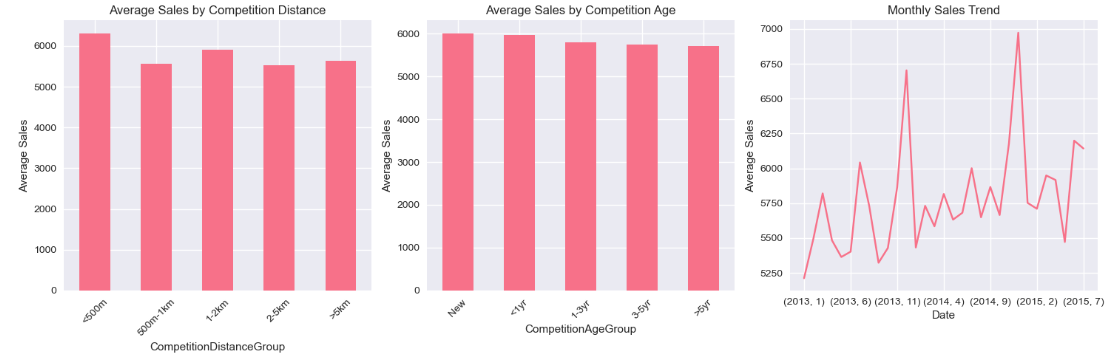 Average Sales by Competition Distance
Average Sales
6000
5000
4000
3000
2000
1000
0
<500m
500m-1km
1-2km
2-5km
>5km
CompetitionDistanceGroup
Average Sales by Competition Age
Average Sales
6000
5000
4000
3000
2000
1000
0
New
<1yr
1-3yr
3-5yr
>5yr
CompetitionAgeGroup
Monthly Sales Trend
Average Sales
7000
6750
6500
6250
6000
5750
5500
5250
(2013, 1) (2013, 6) (2013, 11) (2014, 4) (2014, 9) (2015, 2) (2015, 7)
Date